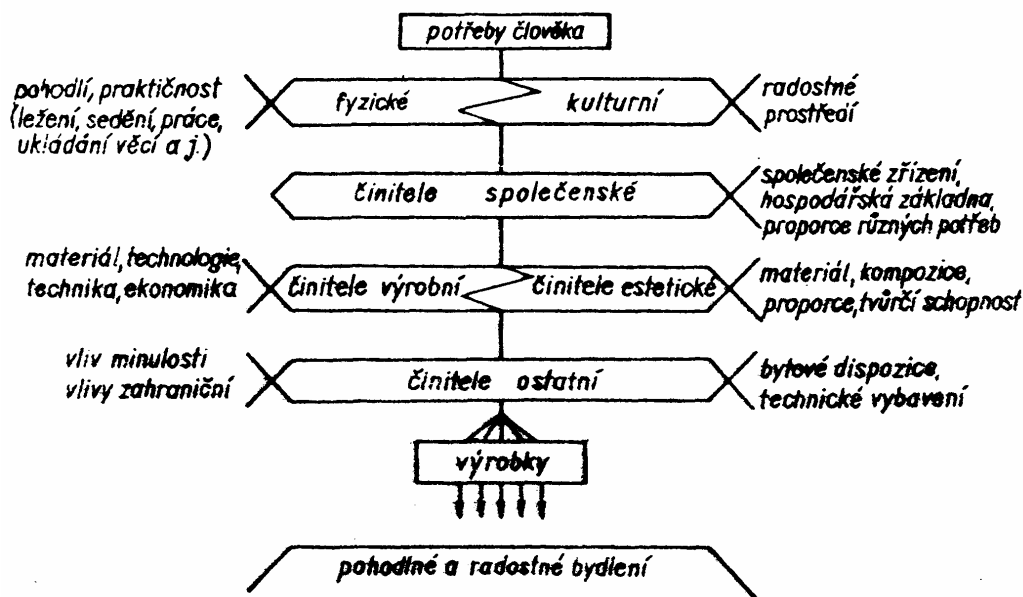 potřeby člověka
pohodlí, praktičnost
(ležení, sedění, práce,
ukládání věcí a j.)
fyzické
kulturní
radostné
prostředí
činitele společenské
společenské zřízení,
hospodářská základna,
proporce různých potřeb
materiál, technologie,
technika, ekonomika
činitele výrobní
činitele estetické
materiál, kompozice,
proporce, tvůrčí schopnost
vliv minulosti
vlivy zahraniční
činitele ostatní
bytové dispozice,
technické vybavení
výrobky
pohodlné a radostné bydlení